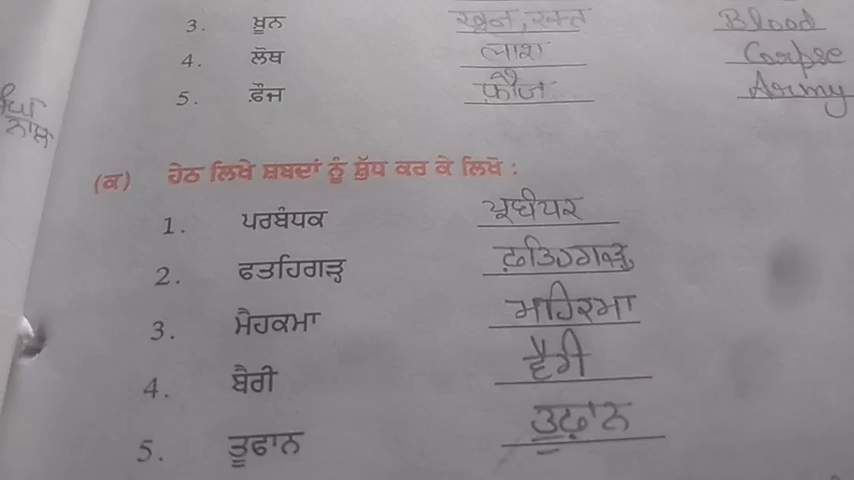 3. ਖ਼ੂਨ खून, रक्त Blood
4. ਲੋਥ लाश Corpse
5. ਫ਼ੌਜ फ़ौज Army
(ਕ) ਹੇਠ ਲਿਖੇ ਸ਼ਬਦਾਂ ਨੂੰ ਸ਼ੁੱਧ ਕਰ ਕੇ ਲਿਖੋ :
1. ਪਰਬੰਧਕ
2. ਫਤਹਿਗੜ੍ਹ ਫ਼ਤਿਹਗੜ੍ਹ
3. ਮੈਹਕਮਾ ਮਹਿਕਮਾ
4. ਬੈਰੀ ਵੈਰੀ
5. ਤੂਫਾਨ ਤੂਫ਼ਾਨ